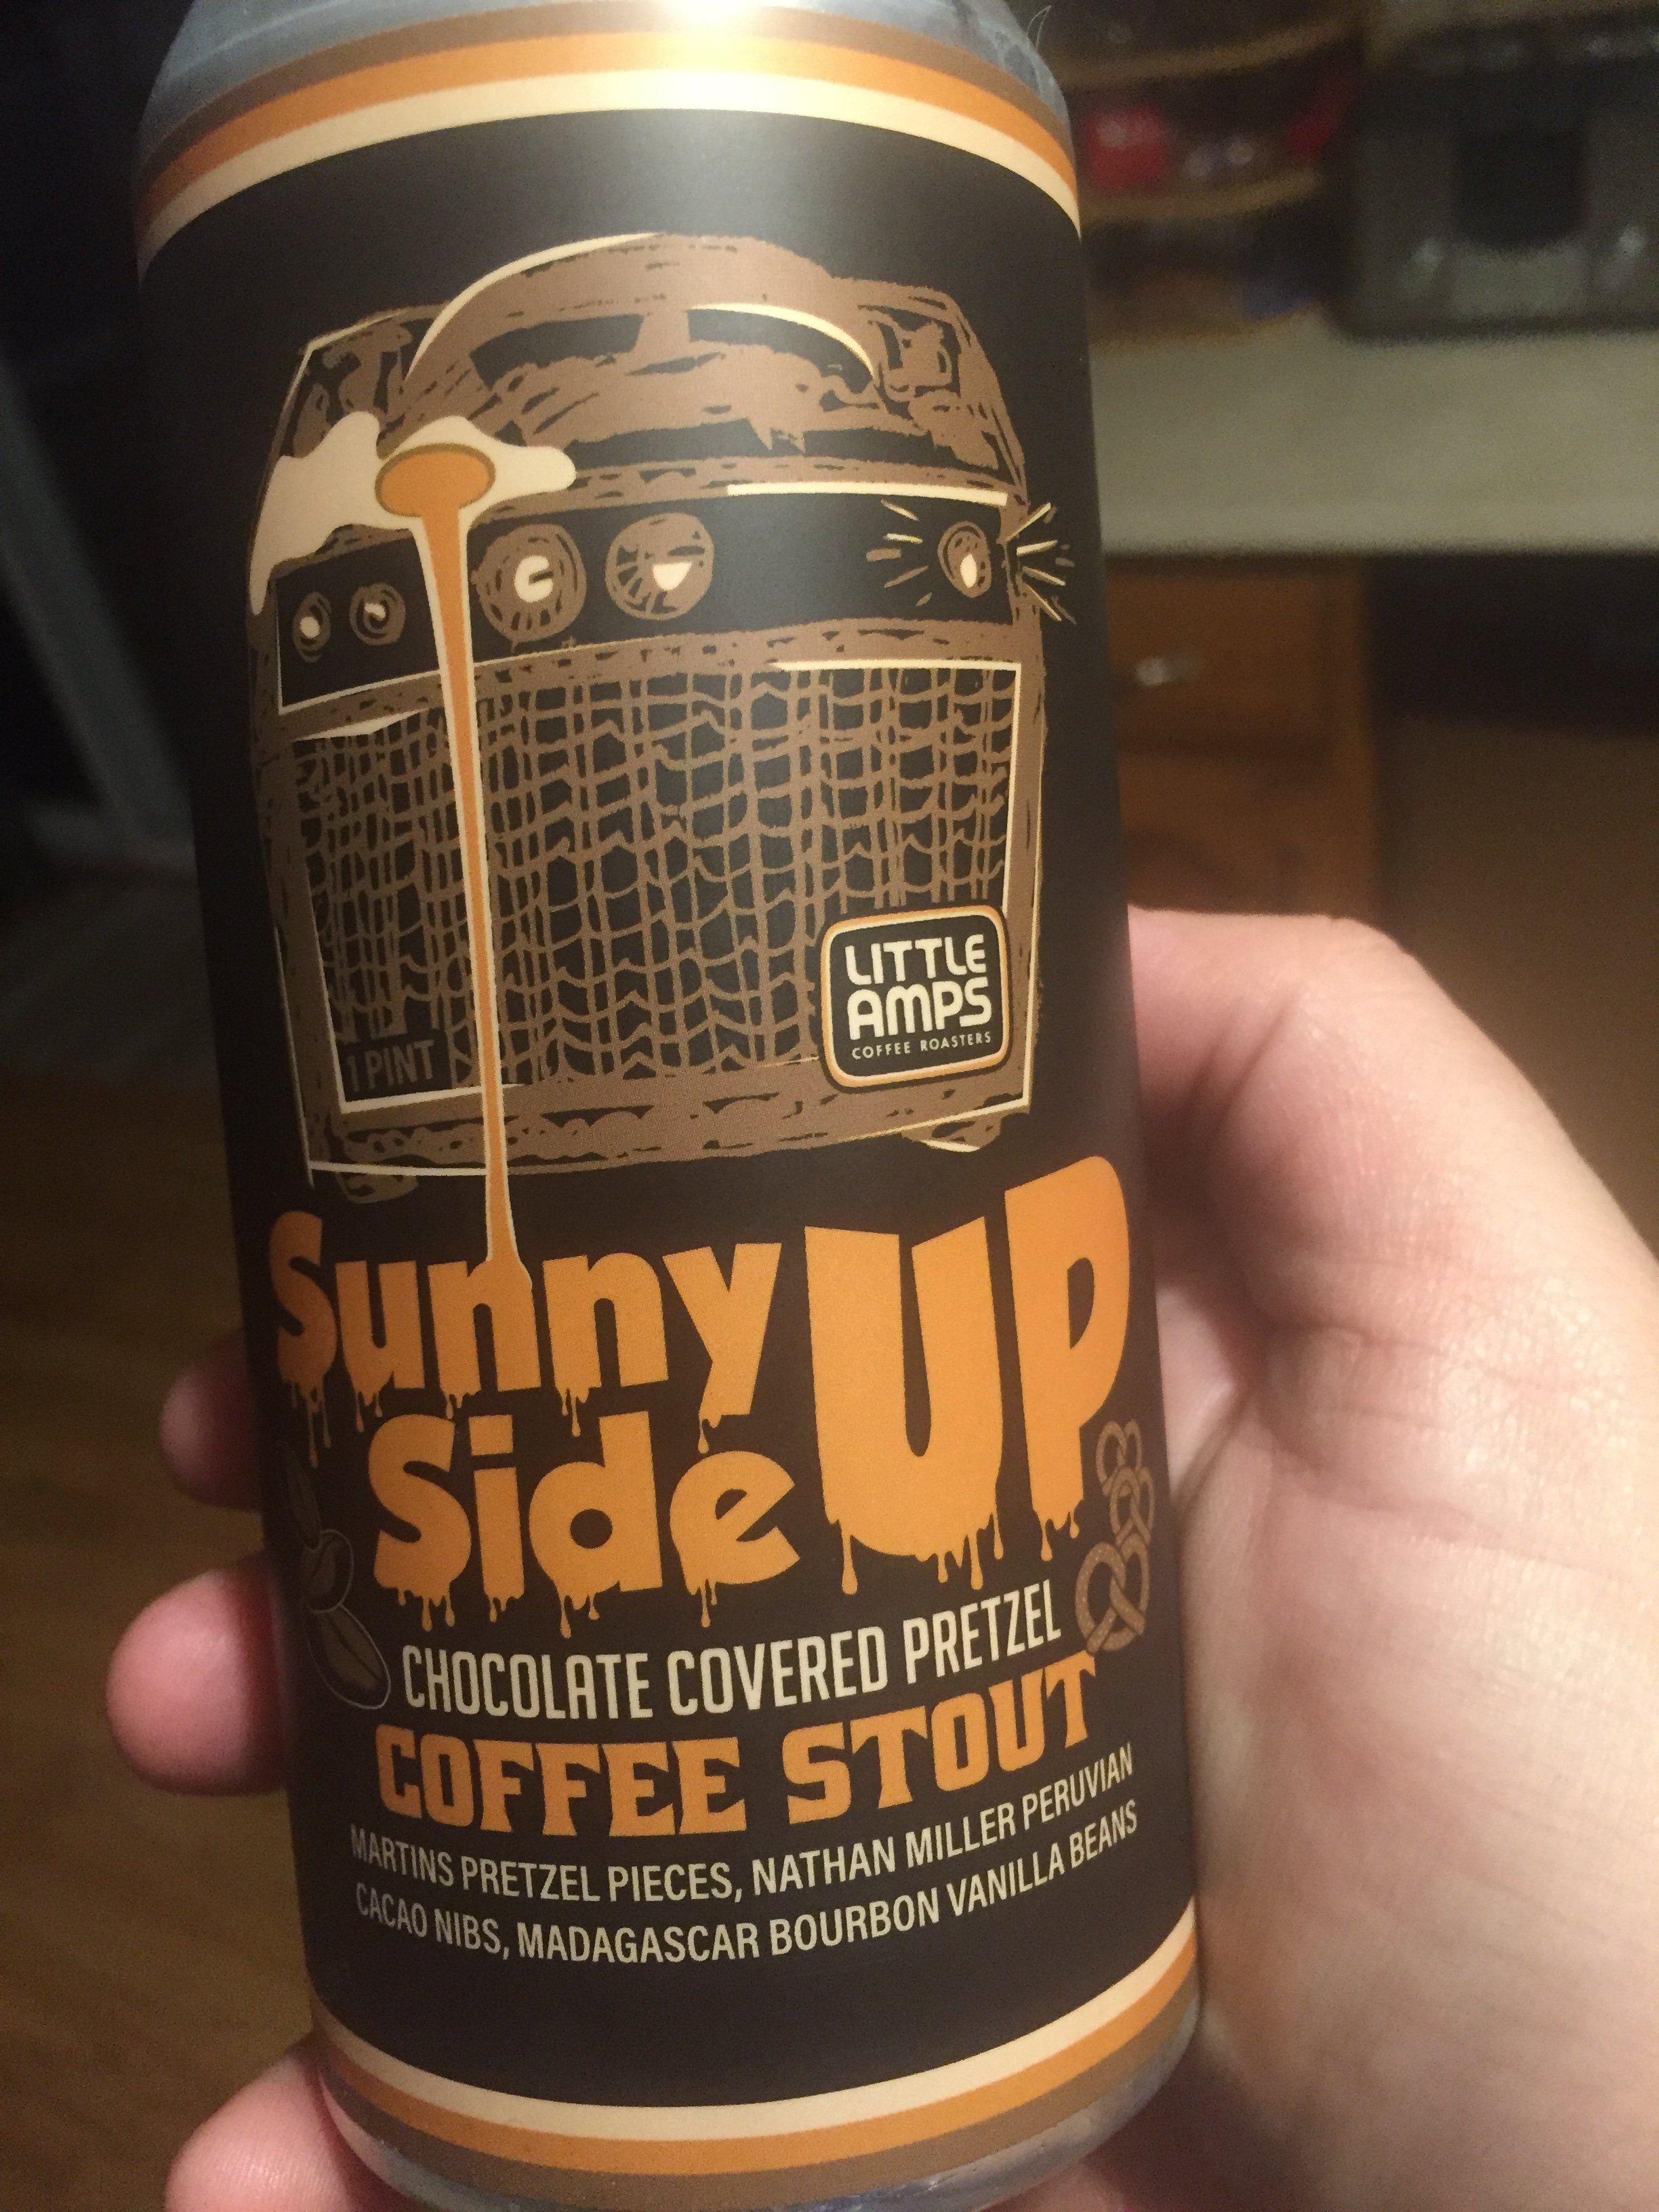 LITTLE
AMPS
COFFEE ROASTERS
1 PINT
Sunny
Side UP
CHOCOLATE COVERED PRETZEL
COFFEE STOUT
MARTINS PRETZEL PIECES, NATHAN MILLER PERUVIAN
CACAO NIBS, MADAGASCAR BOURBON VANILLA BEANS